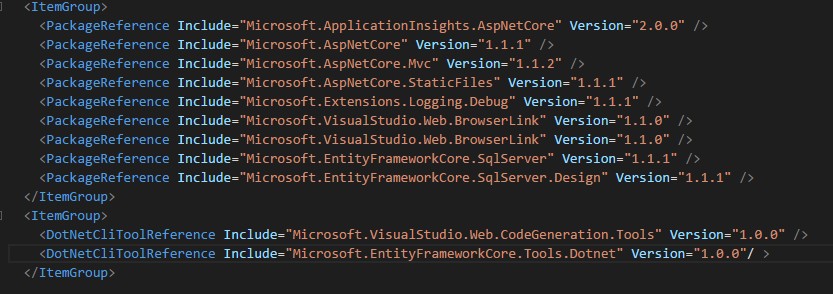 <ItemGroup>
<PackageReference Include="Microsoft.ApplicationInsights.AspNetCore" Version="2.0.0" />
<PackageReference Include="Microsoft.AspNetCore" Version="1.1.1" />
<PackageReference Include="Microsoft.AspNetCore.Mvc" Version="1.1.2" />
<PackageReference Include="Microsoft.AspNetCore.StaticFiles" Version="1.1.1" />
<PackageReference Include="Microsoft.Extensions.Logging.Debug" Version="1.1.1" />
<PackageReference Include="Microsoft.VisualStudio.Web.BrowserLink" Version="1.1.0" />
<PackageReference Include="Microsoft.VisualStudio.Web.BrowserLink" Version="1.1.0" />
<PackageReference Include="Microsoft.EntityFrameworkCore.SqlServer" Version="1.1.1" />
<PackageReference Include="Microsoft.EntityFrameworkCore.SqlServer.Design" Version="1.1.1" />
</ItemGroup>
<ItemGroup>
<DotNetCliToolReference Include="Microsoft.VisualStudio.Web.CodeGeneration.Tools" Version="1.0.0" />
<DotNetCliToolReference Include="Microsoft.EntityFrameworkCore.Tools.Dotnet" Version="1.0.0"/ >
</ItemGroup>